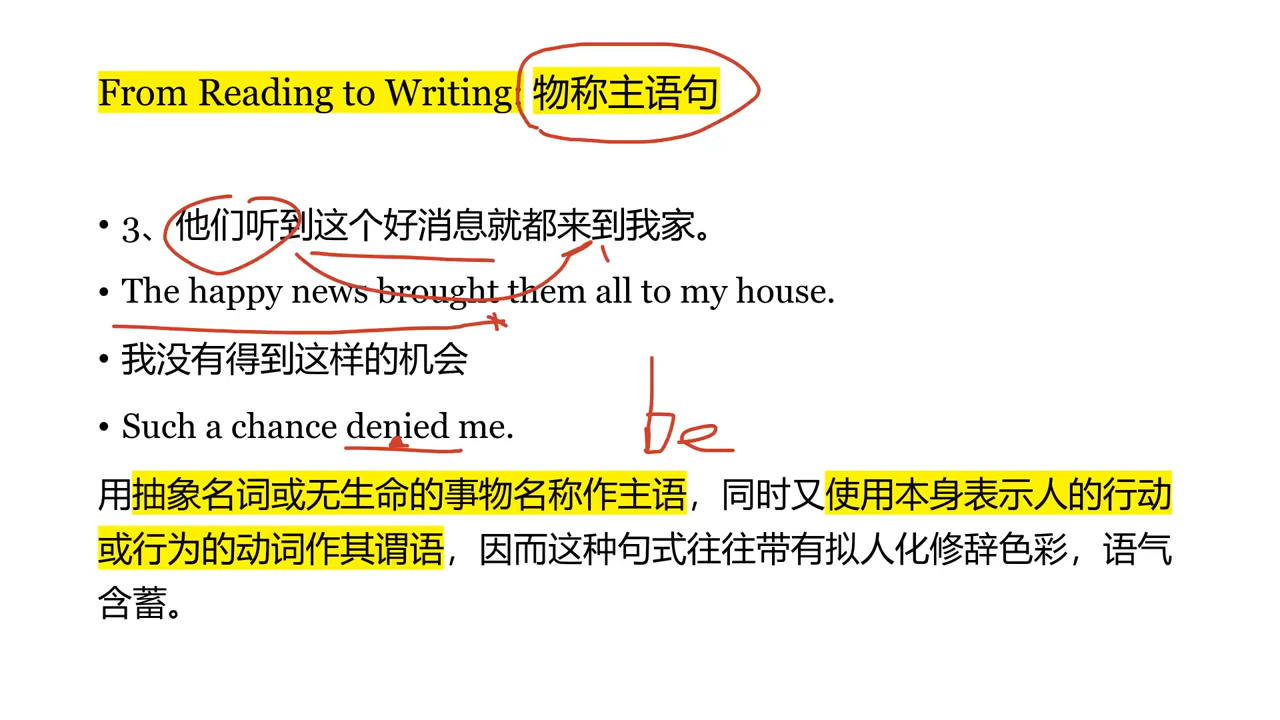 From Reading to Writing: 物称主语句
• 3、他们听到这个好消息就都来到我家。
• The happy news brought them all to my house.
• 我没有得到这样的机会
• Such a chance denied me.
be
用抽象名词或无生命的事物名称作主语，同时又使用本身表示人的行动
或行为的动词作其谓语，因而这种句式往往带有拟人化修辞色彩，语气
含蓄。